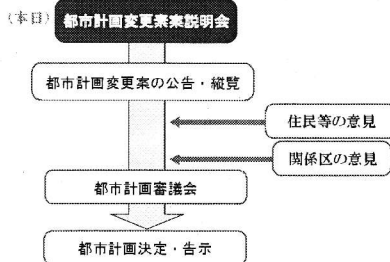 （本日）
都市計画変更素案説明会
都市計画変更案の公告・縦覧
住民等の意見
関係区の意見
都市計画審議会
都市計画決定・告示